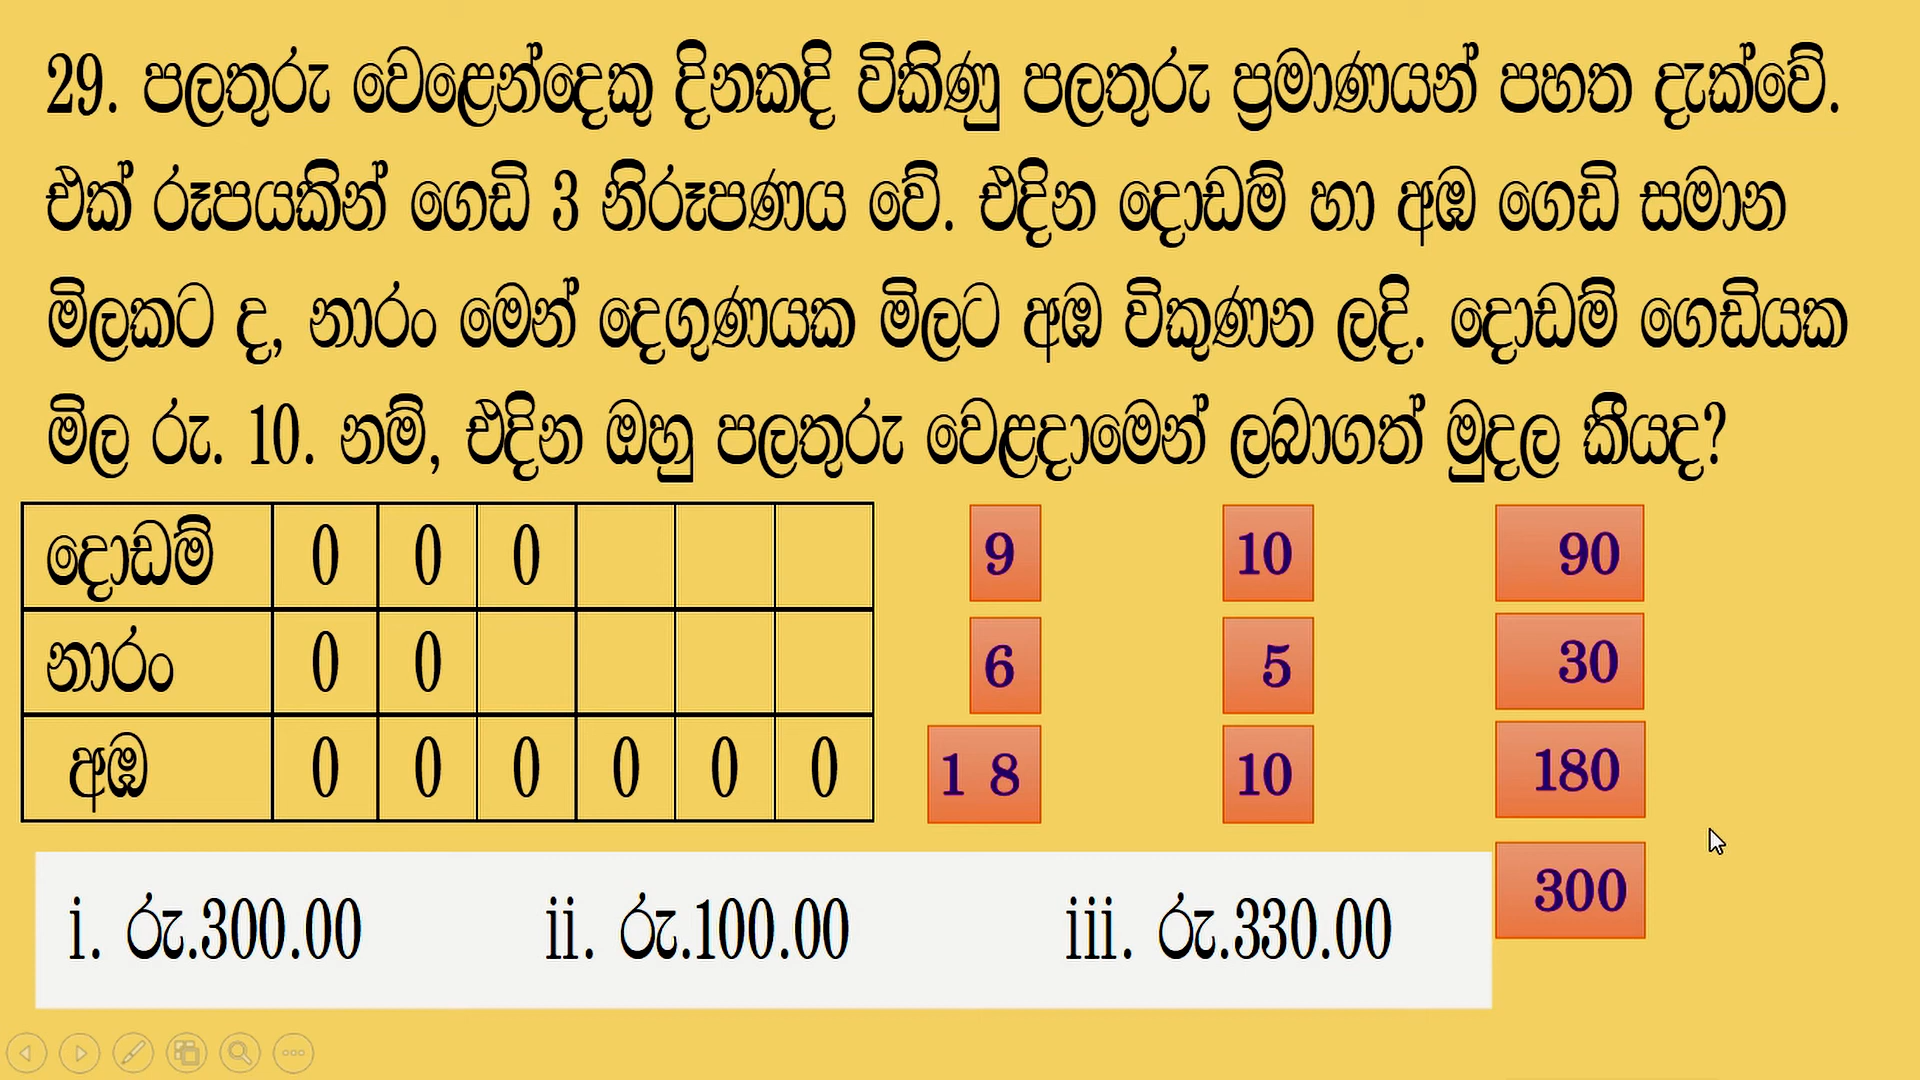 29. පලතුරු වෙළෙන්දෙකු දිනකදි විකිණු පලතුරු ප්‍රමාණයන් පහත දැක්වේ.
එක් රූපයකින් ගෙඩි 3 නිරූපණය වේ. එදින දොඩම් හා අඹ ගෙඩි සමාන
මිලකට ද, නාරං මෙන් දෙගුණයක මිලට අඹ විකුණන ලදි. දොඩම් ගෙඩියක
මිල රු. 10. නම්, එදින ඔහු පලතුරු වෙළදාමෙන් ලබාගත් මුදල කීයද?
දොඩම් 0 0 0 9 10 90
නාරං 0 0 6 5 30
අඹ 0 0 0 0 0 0 1 8 10 180
300
i. රු.300.00 ii. රු.100.00 iii. රු.330.00